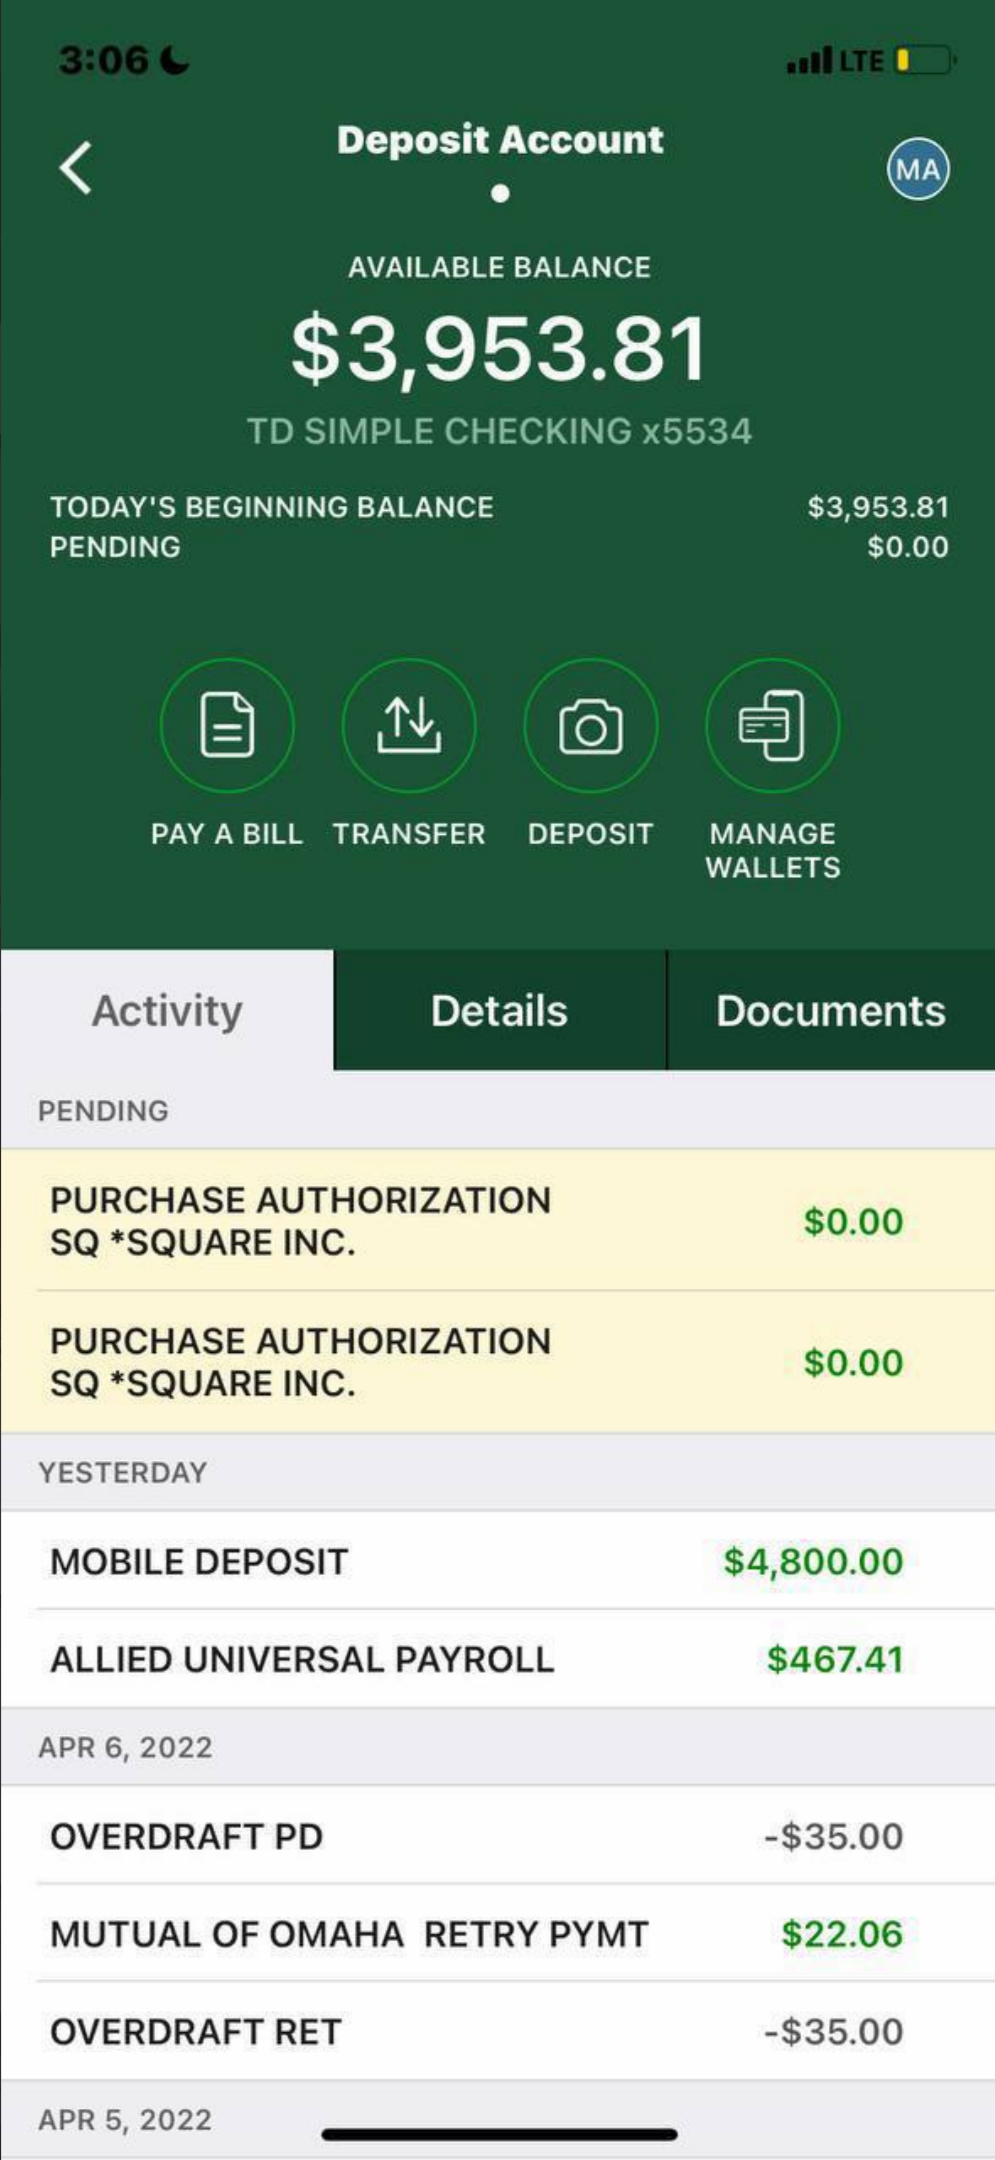 3:06
LTE
Deposit Account
MA
AVAILABLE BALANCE
$3,953.81
TD SIMPLE CHECKING x5534
TODAY'S BEGINNING BALANCE $3,953.81
PENDING $0.00
PAY A BILL TRANSFER DEPOSIT MANAGE
WALLETS
Activity Details Documents
PENDING
PURCHASE AUTHORIZATION
SQ *SQUARE INC.
$0.00
PURCHASE AUTHORIZATION
SQ *SQUARE INC.
$0.00
YESTERDAY
MOBILE DEPOSIT $4,800.00
ALLIED UNIVERSAL PAYROLL $467.41
APR 6, 2022
OVERDRAFT PD -$35.00
MUTUAL OF OMAHA  RETRY PYMT $22.06
OVERDRAFT RET -$35.00
APR 5, 2022